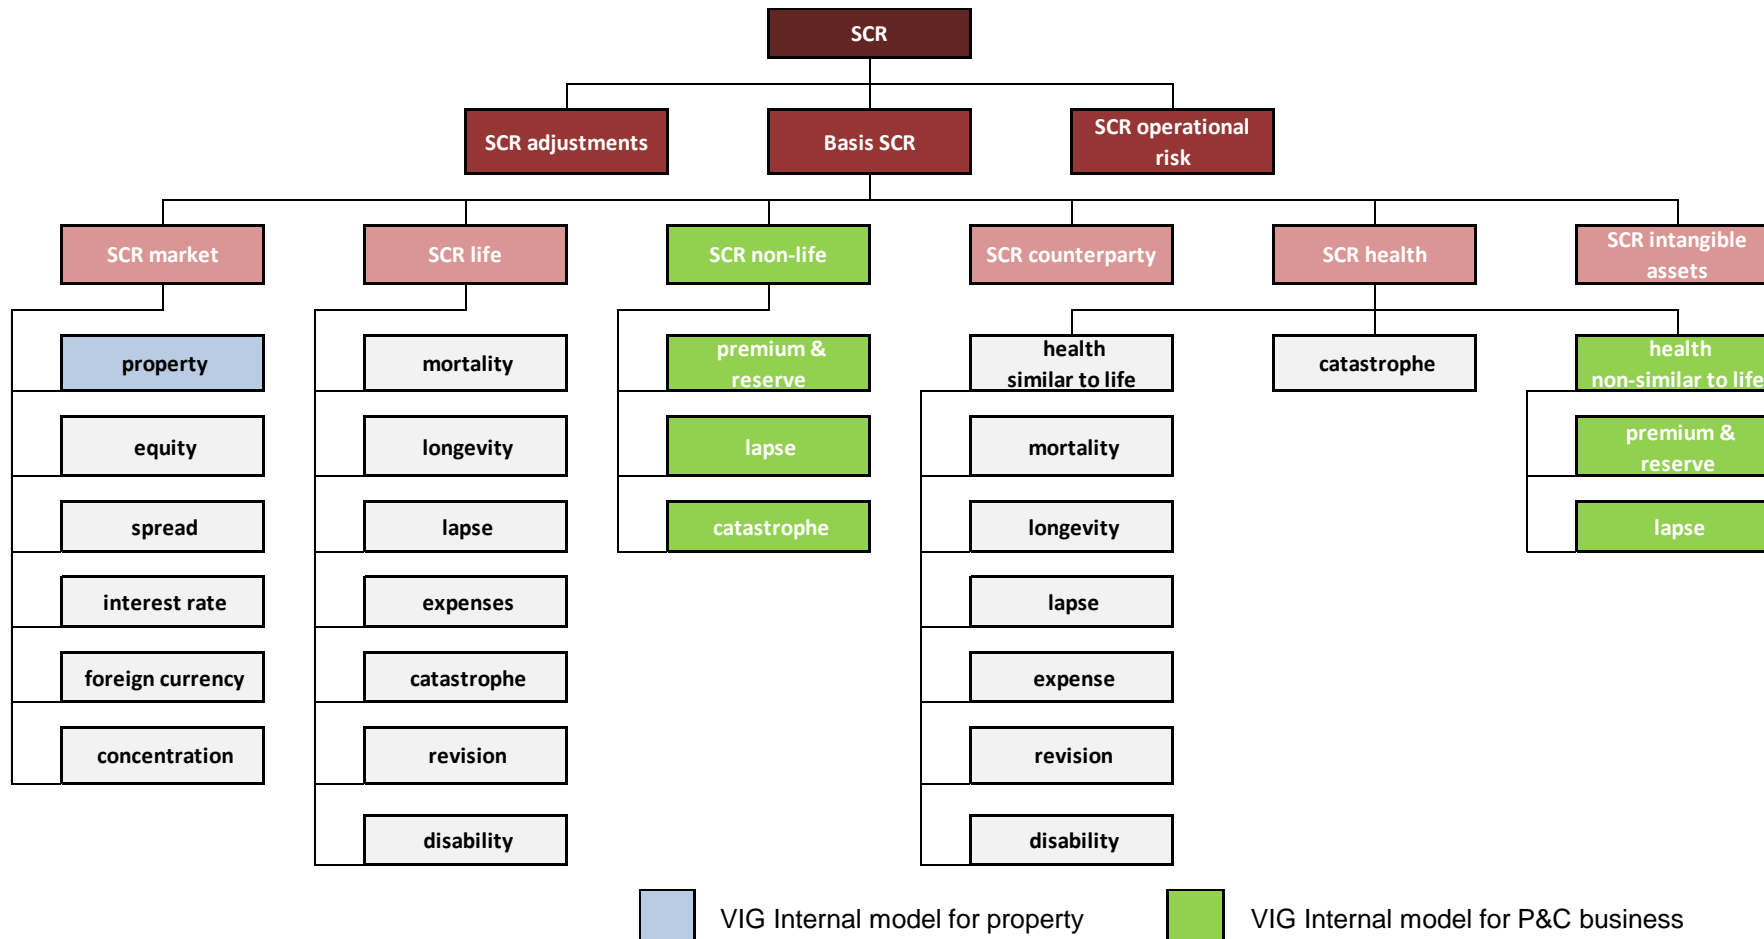 SCR
SCR adjustments
Basis SCR
SCR operational
risk
SCR market
SCR life
SCR non-life
SCR counterparty
SCR health
SCR intangible
assets
property
equity
spread
interest rate
foreign currency
concentration
mortality
longevity
lapse
expenses
catastrophe
revision
disability
premium &
reserve
lapse
catastrophe
health
similar to life
mortality
longevity
lapse
expense
revision
disability
catastrophe
health
non-similar to life
premium &
reserve
lapse
VIG Internal model for property
VIG Internal model for P&C business